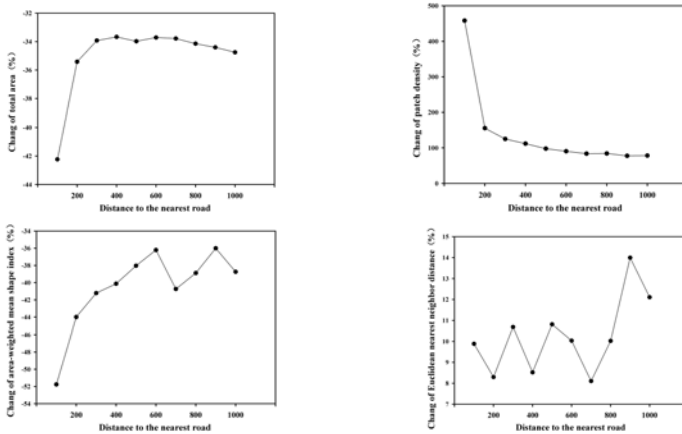 Chang of total area (%)
-32
-34
-36
-38
-40
-42
-44
200 400 600 800 1000
Distance to the nearest road
Chang of patch density (%)
500
400
300
200
100
0
200 400 600 800 1000
Distance to the nearest road
Chang of area-weighted mean shape index (%)
-34
-36
-38
-40
-42
-44
-46
-48
-50
-52
-54
200 400 600 800 1000
Distance to the nearest road
Chang of Euclidean nearest neighbor distance (%)
15
14
13
12
11
10
9
8
7
200 400 600 800 1000
Distance to the nearest road